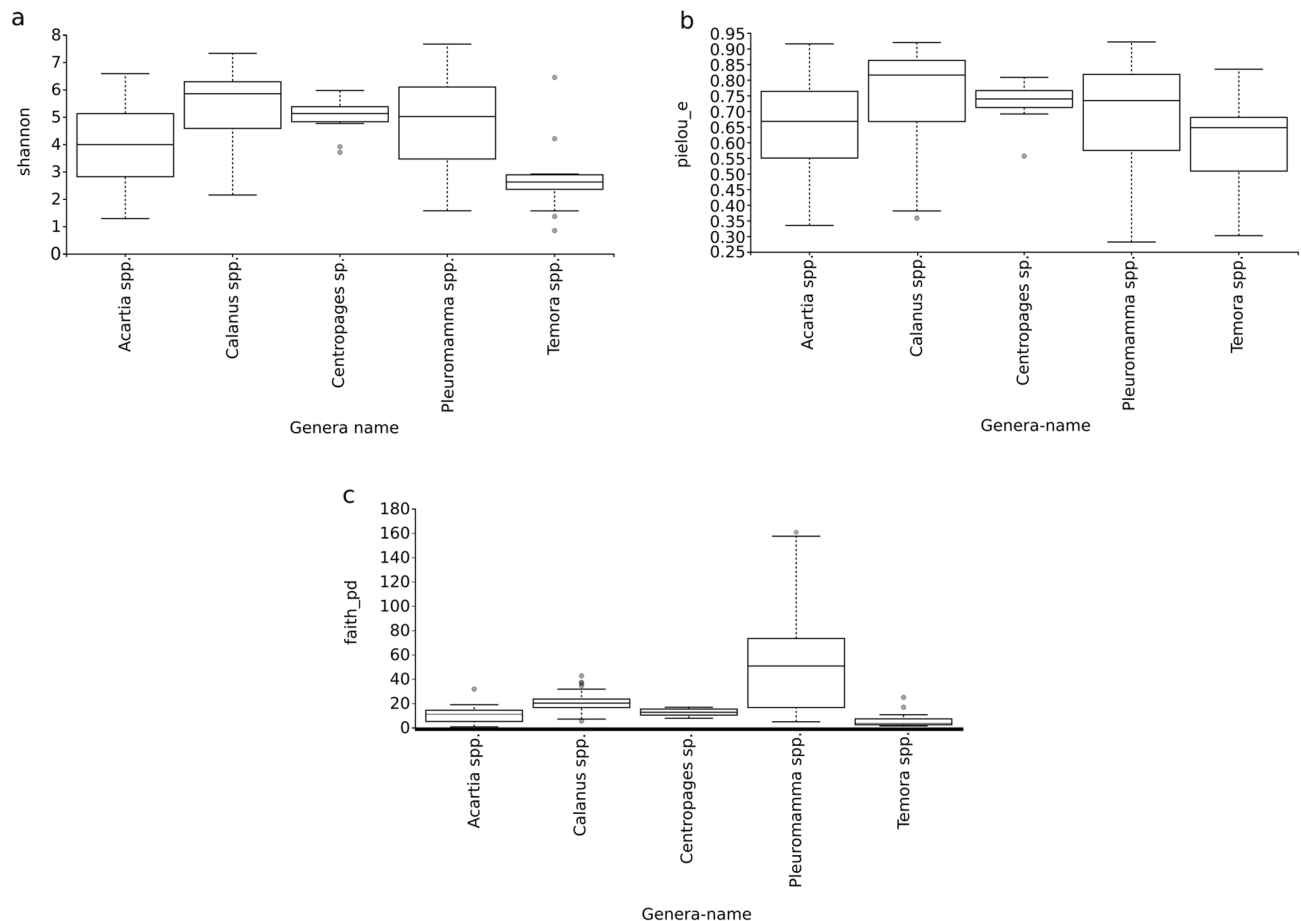 a
shannon
8
7
6
5
4
3
2
1
0
Acartia spp.
Calanus spp.
Centropages sp.
Pleuromamma spp.
Temora spp.
Genera name
b
pielou_e
0.95
0.90
0.85
0.80
0.75
0.70
0.65
0.60
0.55
0.50
0.45
0.40
0.35
0.30
0.25
Acartia spp.
Calanus spp.
Centropages sp.
Pleuromamma spp.
Temora spp.
Genera-name
c
faith_pd
180
160
140
120
100
80
60
40
20
0
Acartia spp.
Calanus spp.
Centropages sp.
Pleuromamma spp.
Temora spp.
Genera-name